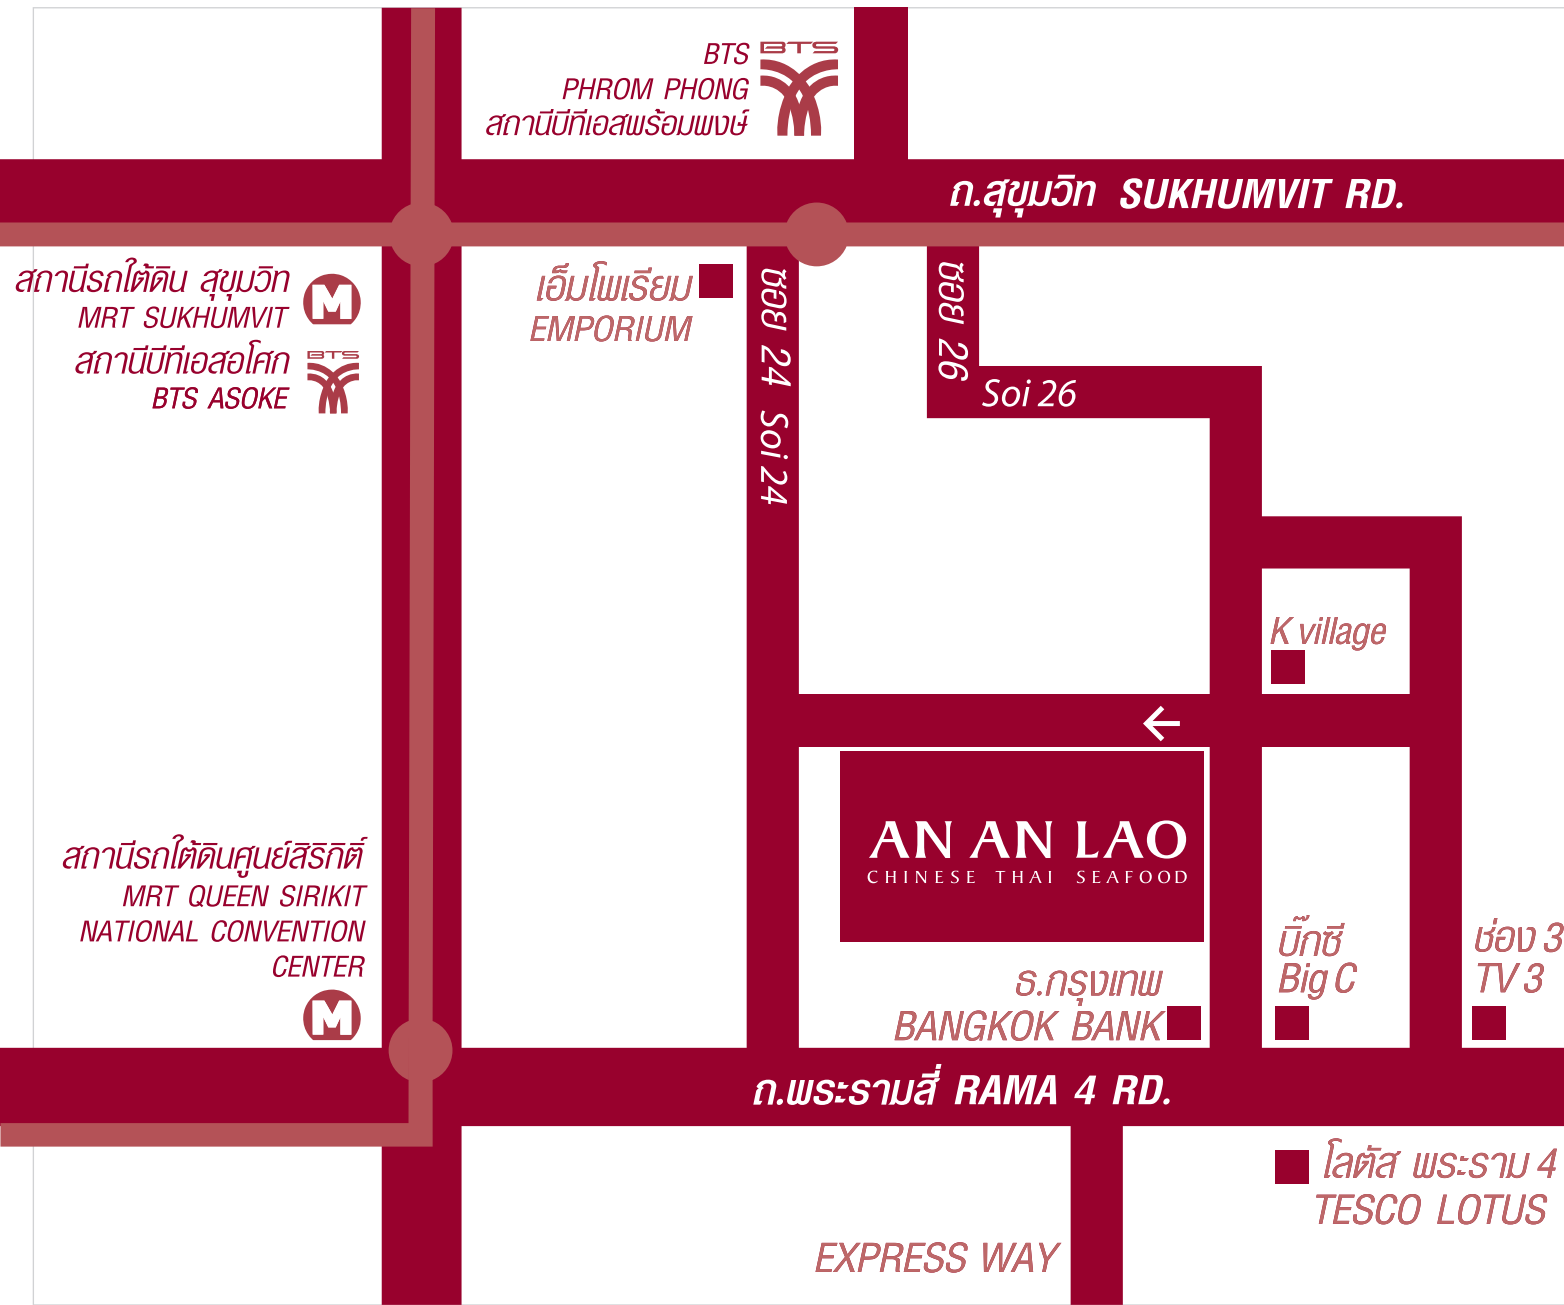 BTS
BTS
PHROM PHONG
สถานีบีทีเอสพร้อมพงษ์
ถ.สุขุมวิท SUKHUMVIT RD.
สถานีรถใต้ดิน สุขุมวิท
MRT SUKHUMVIT
M
สถานีบีทีเอสอโศก
BTS ASOKE
BTS
เอ็มโพเรียม
EMPORIUM
ซอย 24 Soi 24
ซอย 26
Soi 26
K village
AN AN LAO
CHINESE THAI SEAFOOD
สถานีรถใต้ดินศูนย์สิริกิติ์
MRT QUEEN SIRIKIT
NATIONAL CONVENTION
CENTER
M
ธ.กรุงเทพ
BANGKOK BANK
บิ๊กซี
Big C
ช่อง 3
TV 3
ถ.พระรามสี่ RAMA 4 RD.
โลตัส พระราม 4
TESCO LOTUS
EXPRESS WAY